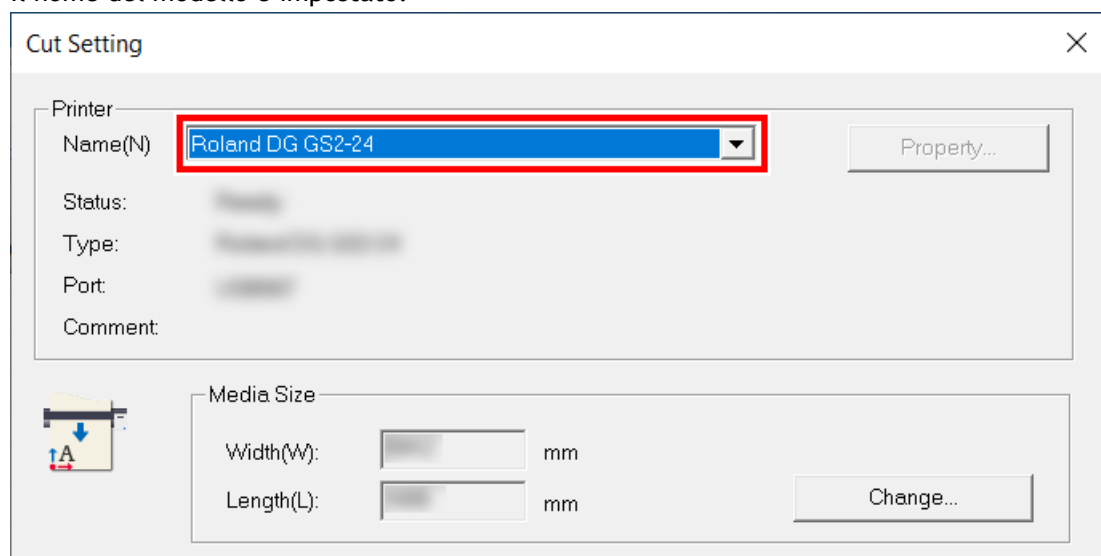 Il nome del modello è impostato.
Cut Setting
Printer
Name(N) Roland DG GS2-24 Property...
Status:
Type:
Port:
Comment:
Media Size
Width(W): mm
Length(L): mm Change...
A